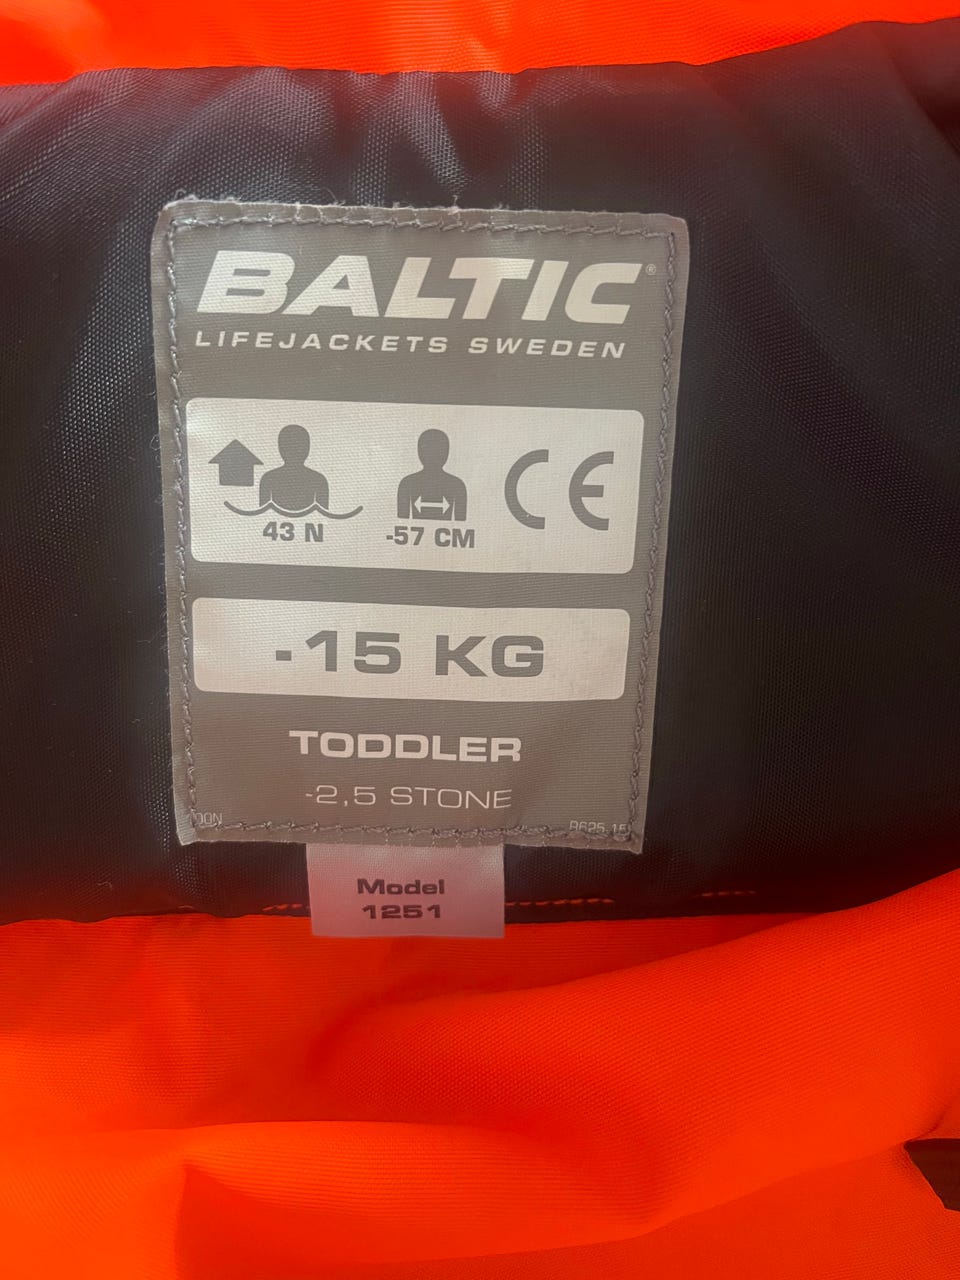 BALTIC®
LIFEJACKETS SWEDEN
43 N
-57 CM
CE
-15 KG
TODDLER
-2,5 STONE
Model
1251